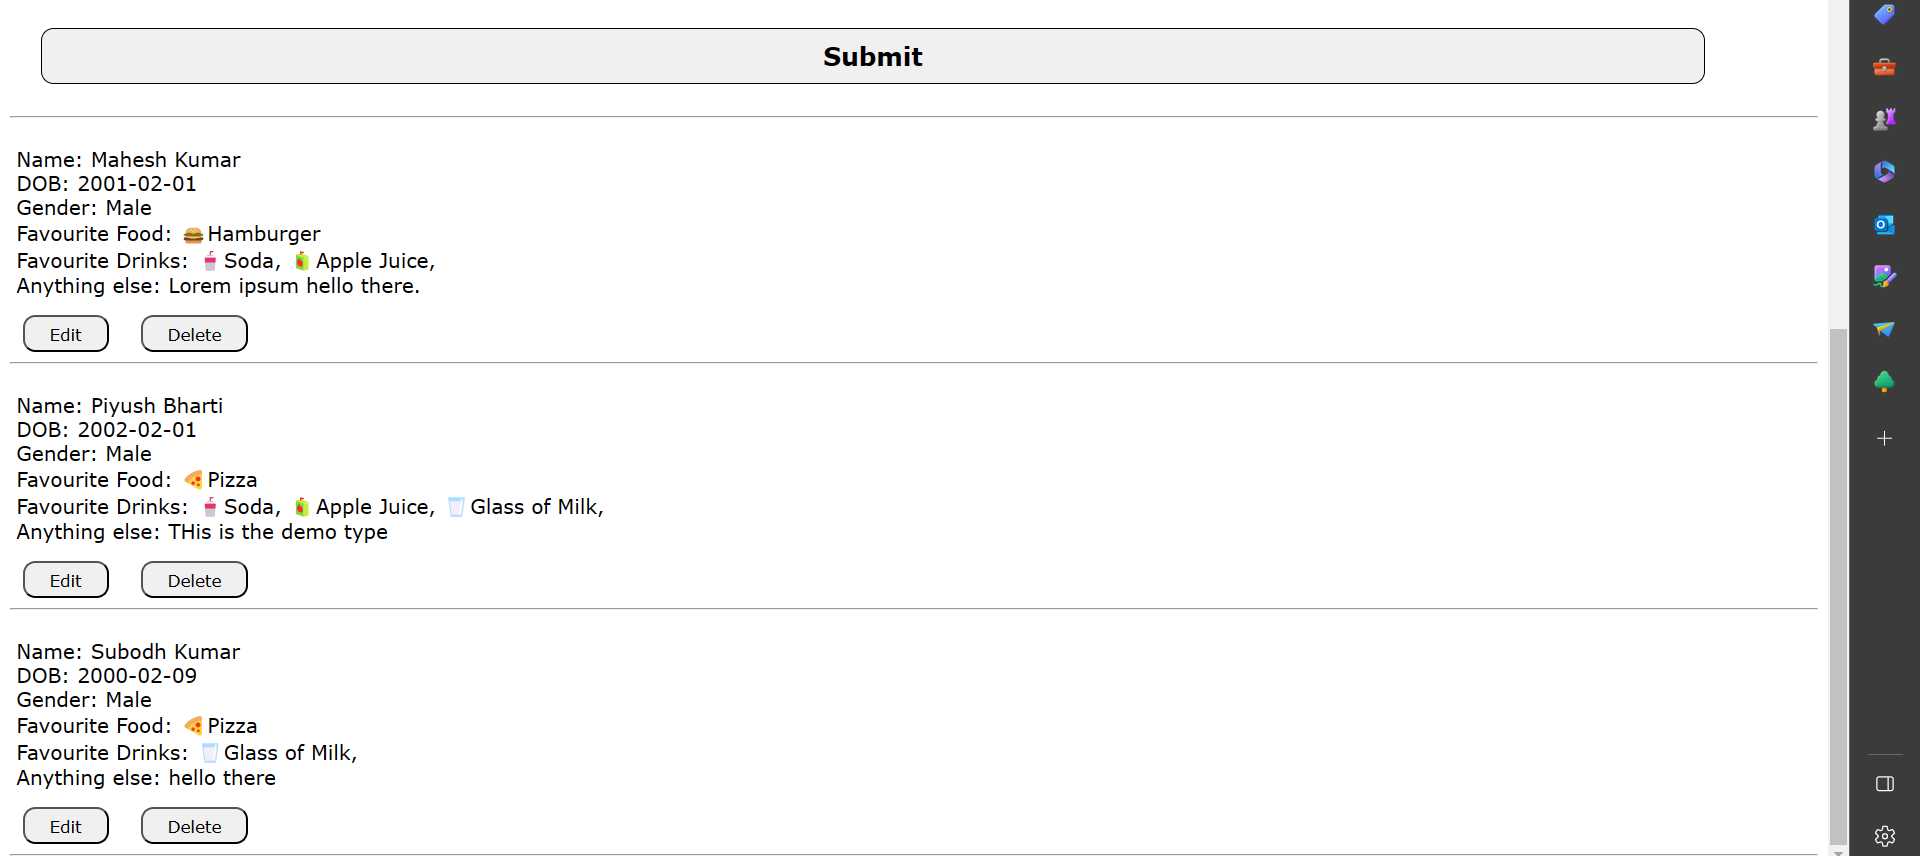 Submit
Name: Mahesh Kumar
DOB: 2001-02-01
Gender: Male
Favourite Food: 🍔Hamburger
Favourite Drinks: 🥤Soda, 🧃Apple Juice,
Anything else: Lorem ipsum hello there.
Edit Delete
Name: Piyush Bharti
DOB: 2002-02-01
Gender: Male
Favourite Food: 🍕Pizza
Favourite Drinks: 🥤Soda, 🧃Apple Juice, 🥛Glass of Milk,
Anything else: THis is the demo type
Edit Delete
Name: Subodh Kumar
DOB: 2000-02-09
Gender: Male
Favourite Food: 🍕Pizza
Favourite Drinks: 🥛Glass of Milk,
Anything else: hello there
Edit Delete